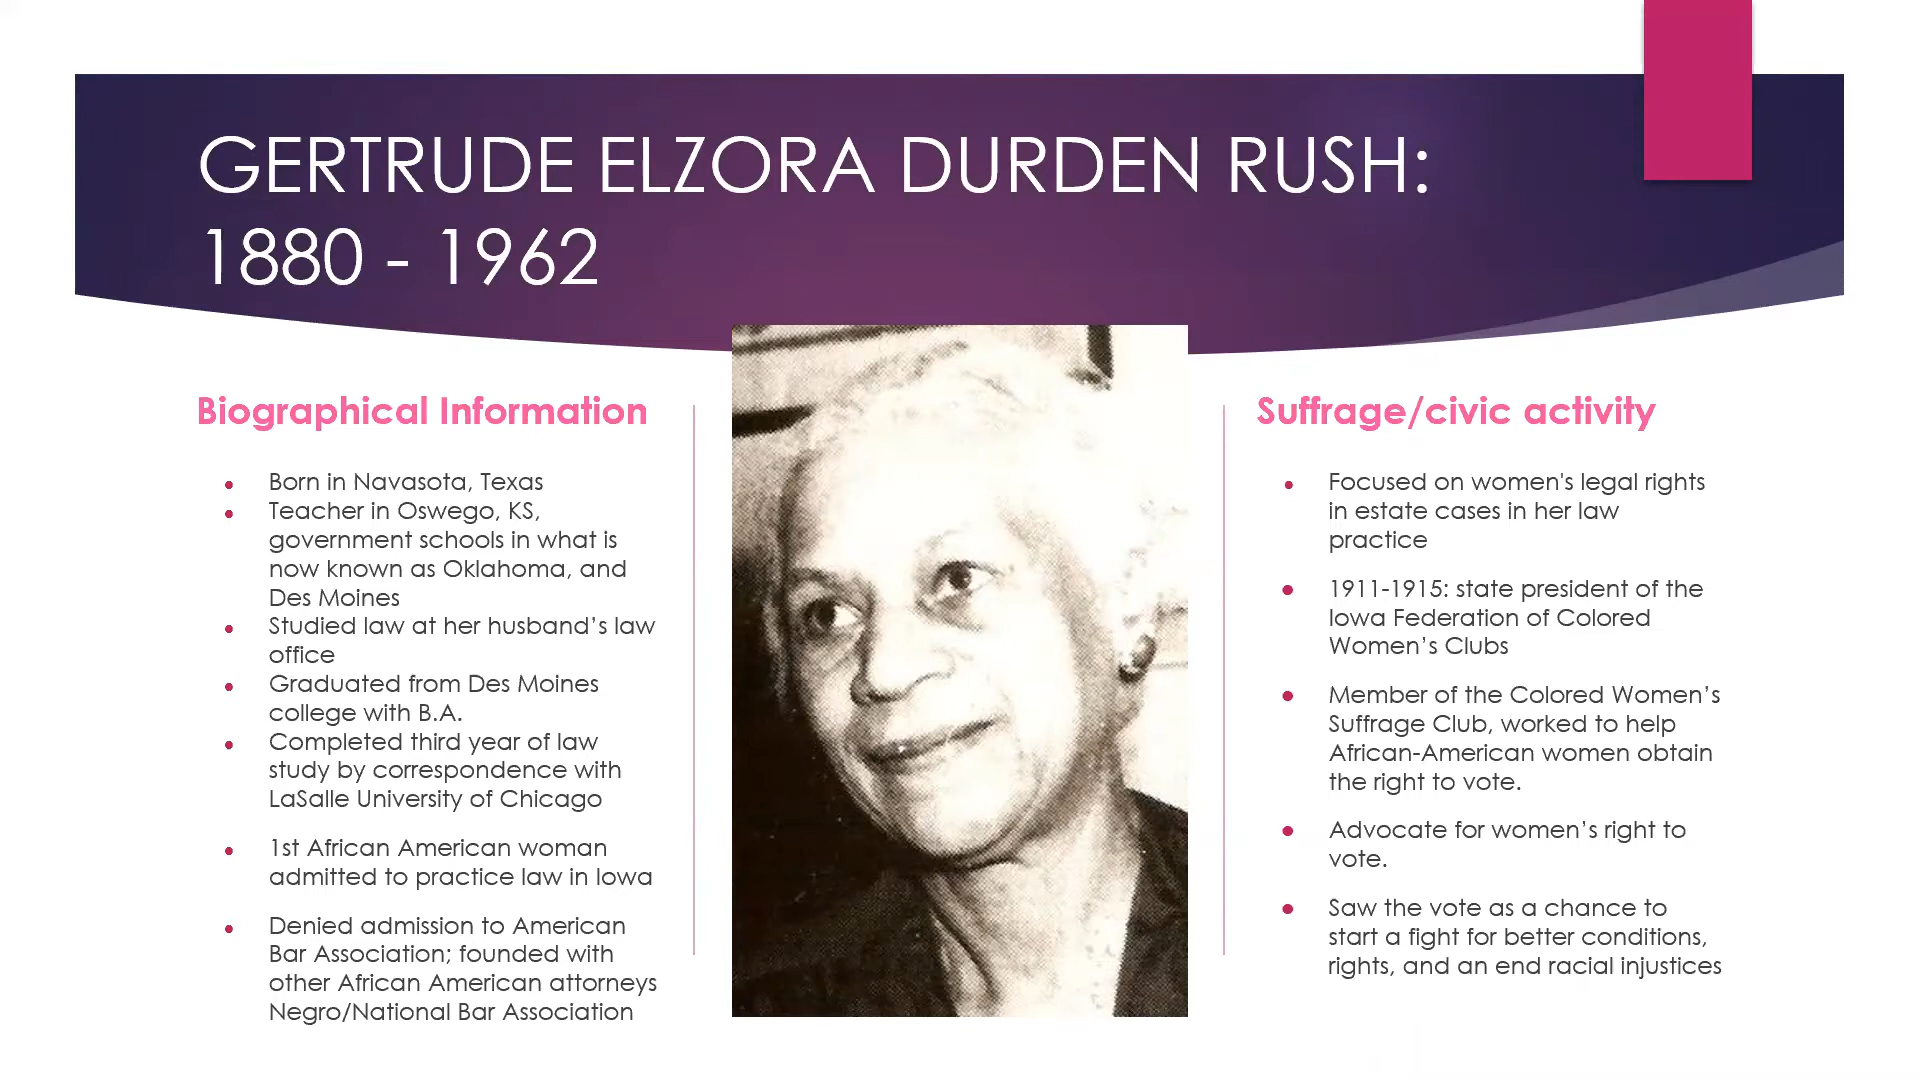 GERTRUDE ELZORA DURDEN RUSH:
1880 - 1962
Biographical Information
Born in Navasota, Texas
Teacher in Oswego, KS,
government schools in what is
now known as Oklahoma, and
Des Moines
Studied law at her husband’s law
office
Graduated from Des Moines
college with B.A.
Completed third year of law
study by correspondence with
LaSalle University of Chicago
1st African American woman
admitted to practice law in Iowa
Denied admission to American
Bar Association; founded with
other African American attorneys
Negro/National Bar Association
Suffrage/civic activity
Focused on women's legal rights
in estate cases in her law
practice
1911-1915: state president of the
Iowa Federation of Colored
Women’s Clubs
Member of the Colored Women’s
Suffrage Club, worked to help
African-American women obtain
the right to vote.
Advocate for women’s right to
vote.
Saw the vote as a chance to
start a fight for better conditions,
rights, and an end racial injustices